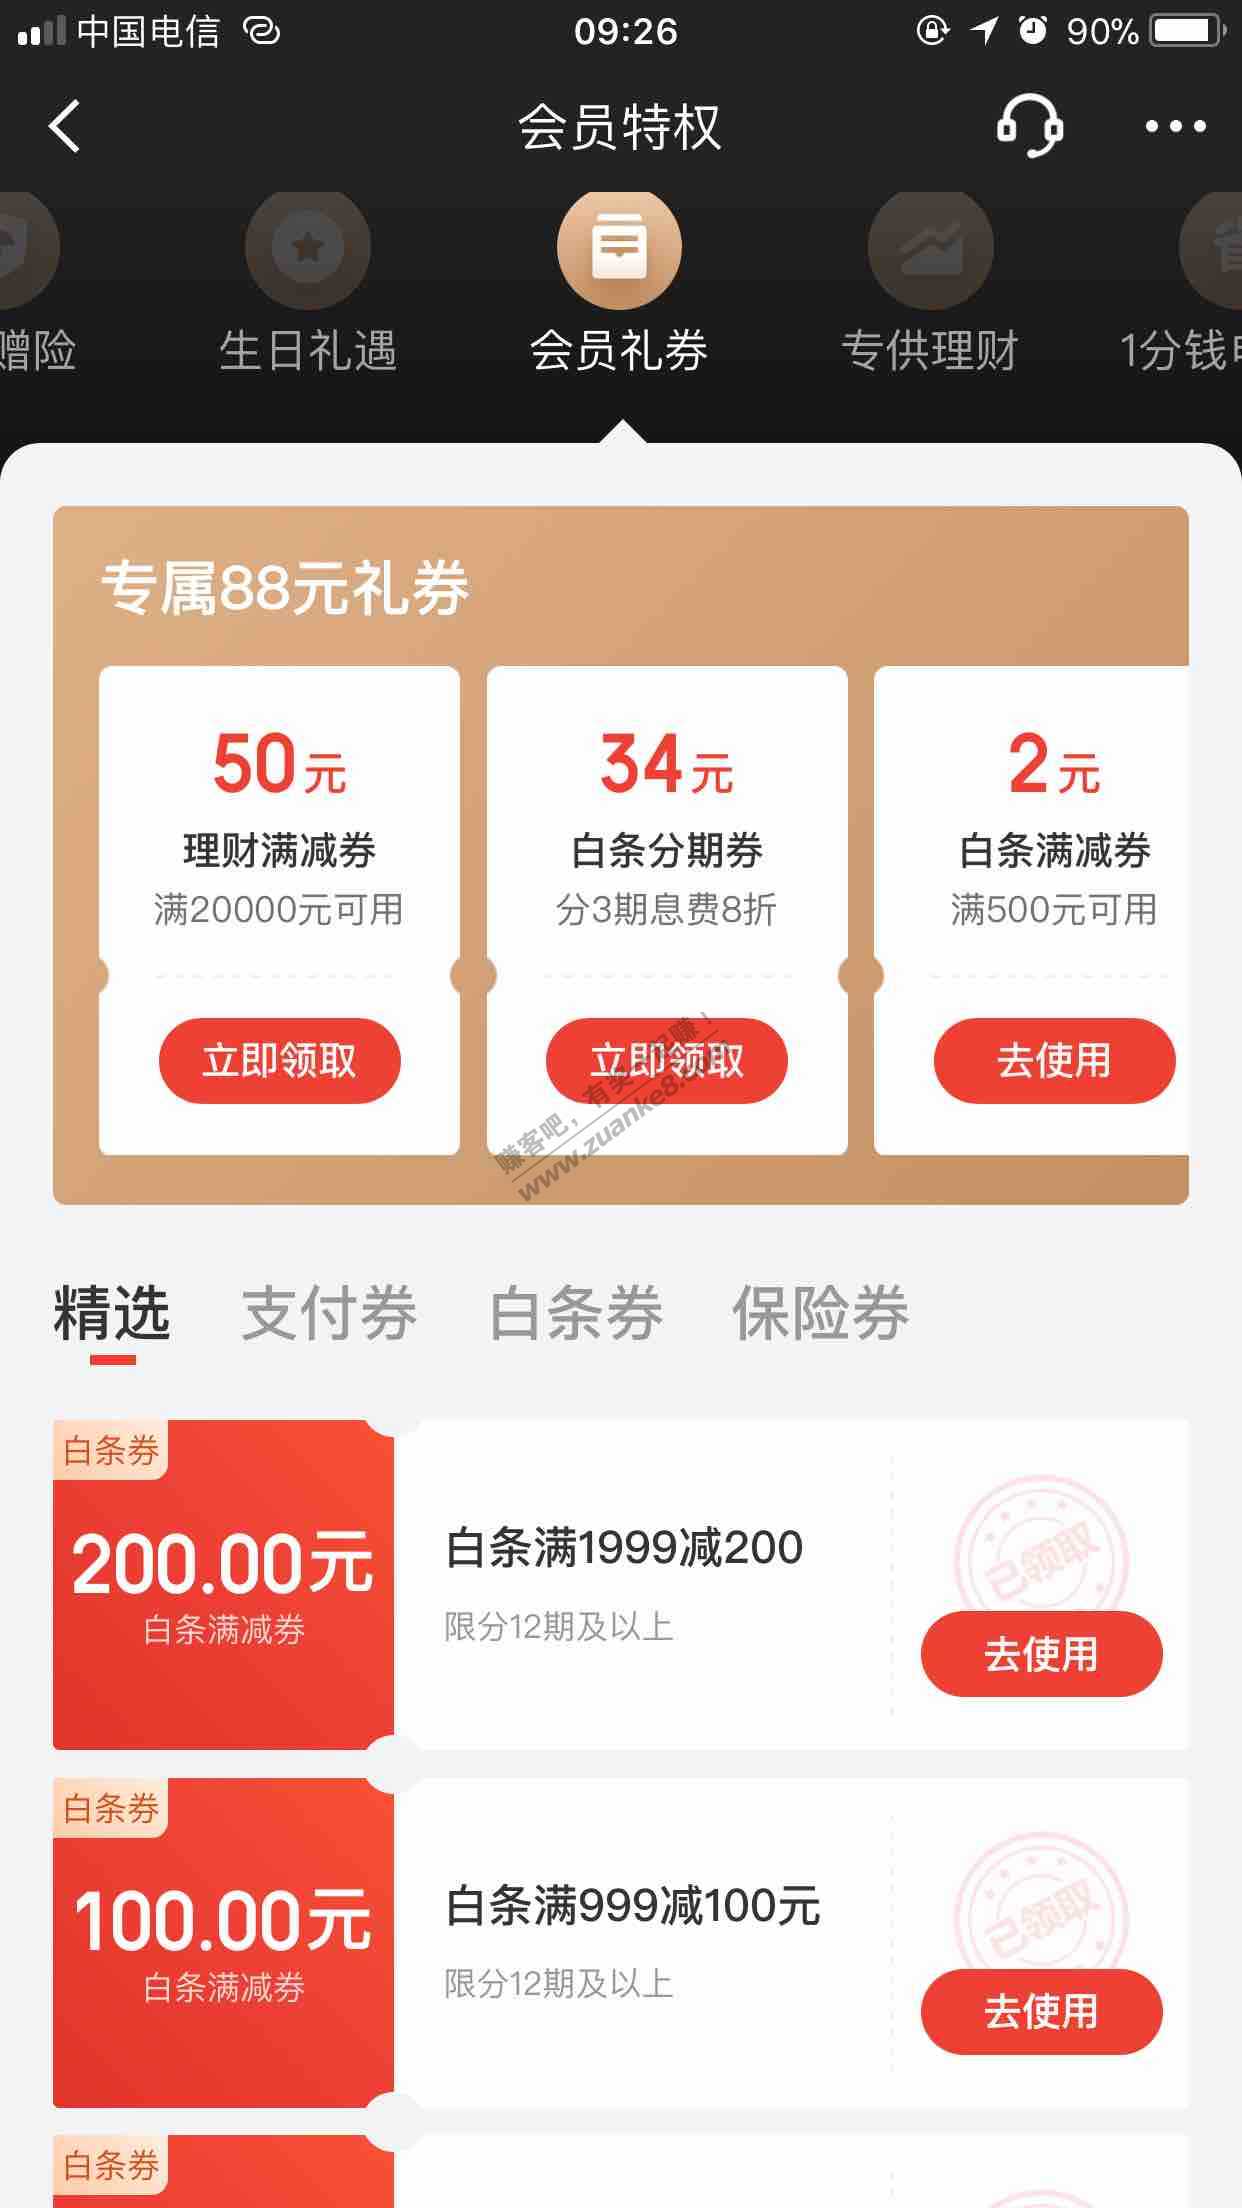 中国电信
09:26
90%
会员特权
赠险
生日礼遇
会员礼券
专供理财
1分钱
专属88元礼券
50元
理财满减券
满20000元可用
立即领取
34元
白条分期券
分3期息费8折
立即领取
2元
白条满减券
满500元可用
去使用
赚客吧，有奖一起赚！
www.zuanke8.com
精选
支付券
白条券
保险券
白条券
200.00元
白条满减券
白条满1999减200
限分12期及以上
已领取
去使用
白条券
100.00元
白条满减券
白条满999减100元
限分12期及以上
已领取
去使用
白条券